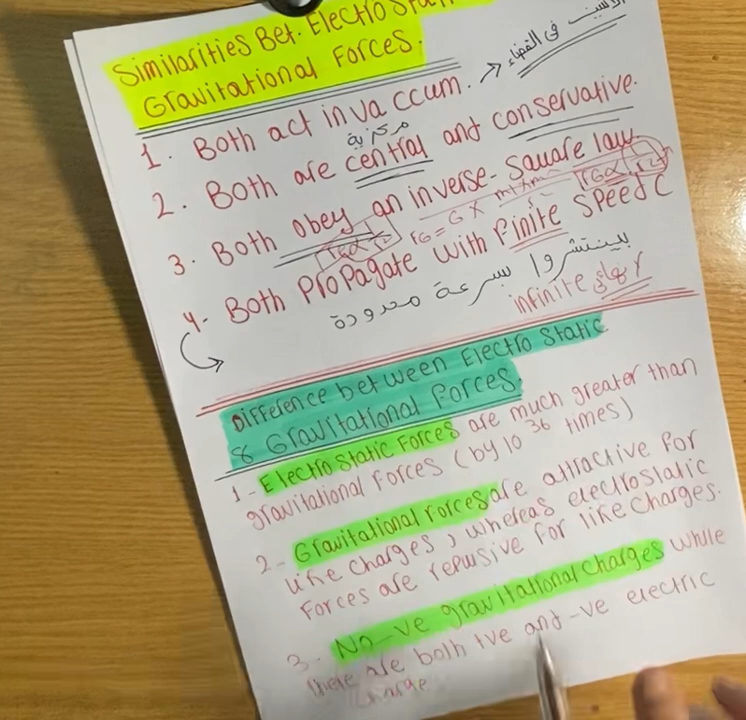 Similarities Bet. Electro
Gravitational Forces.
1. Both act in vaccum. → في الفضاء
مركزية
2. Both are central and conservative.
3. Both obey an inverse-square law
FG = G
4- Both Propagate with finite speed C
بينتشروا بسرعة محدودة
infinite
Difference between Electro Static
& Gravitational Forces.
1- Electro Static Forces are much greater than
gravitational Forces (by 10^36 times)
2- Gravitational Forces are attractive for
like charges, whereas electrostatic
Forces are repulsive for like charges.
3- No -ve gravitational charges while
there are both +ve and -ve electric
charge